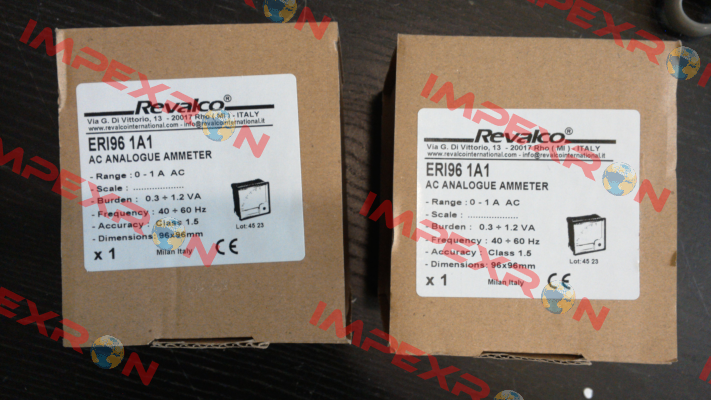 Revalco®
Via G. Di Vittorio, 13 - 20017 Rho ( MI ) - ITALY
www.revalcointernational.com - info@revalcointernational.it
ERI96 1A1
AC ANALOGUE AMMETER
- Range : 0 - 1 A AC
- Scale : ....................
- Burden : 0.3 ÷ 1.2 VA
- Frequency : 40 ÷ 60 Hz
- Accuracy : Class 1.5
- Dimensions: 96x96mm
Lot: 45 23
x 1
Milan,Italy
CE
Revalco®
Via G. Di Vittorio, 13 - 20017 Rho ( MI ) - ITALY
www.revalcointernational.com - info@revalcointernational.it
ERI96 1A1
AC ANALOGUE AMMETER
- Range : 0 - 1 A AC
- Scale : ....................
- Burden : 0.3 ÷ 1.2 VA
- Frequency : 40 ÷ 60 Hz
- Accuracy : Class 1.5
- Dimensions: 96x96mm
Lot: 45 23
x 1
Milan,Italy
CE
IMPEXRON
IMPEXRON
IMPEXRON
IMPEXRON